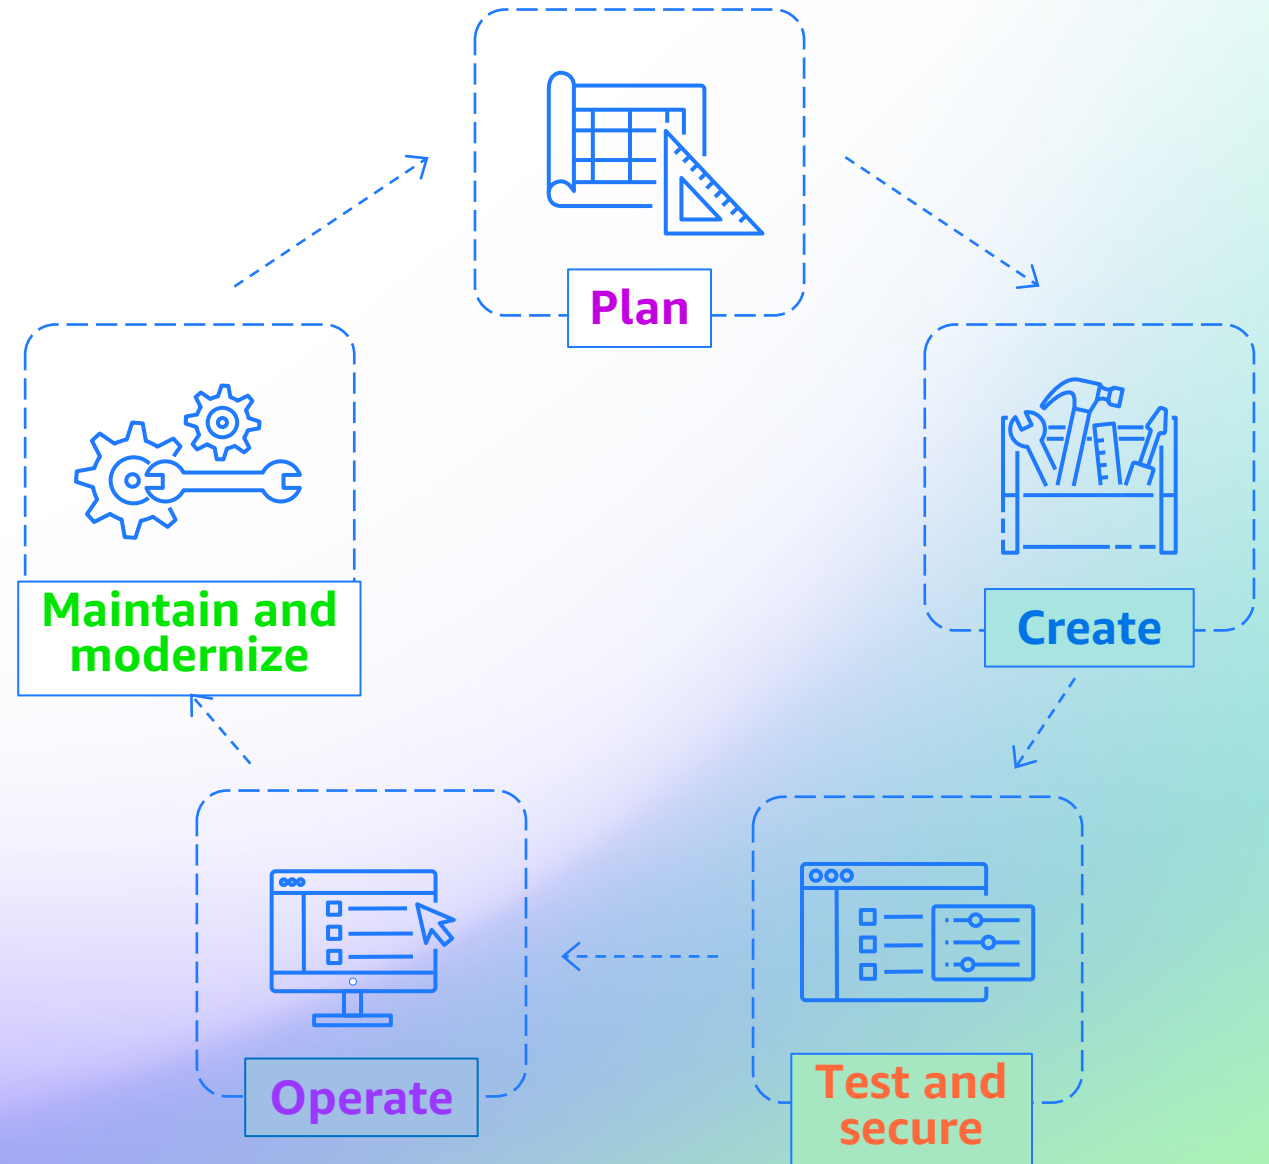 Plan
Create
Test and
secure
Operate
Maintain and
modernize